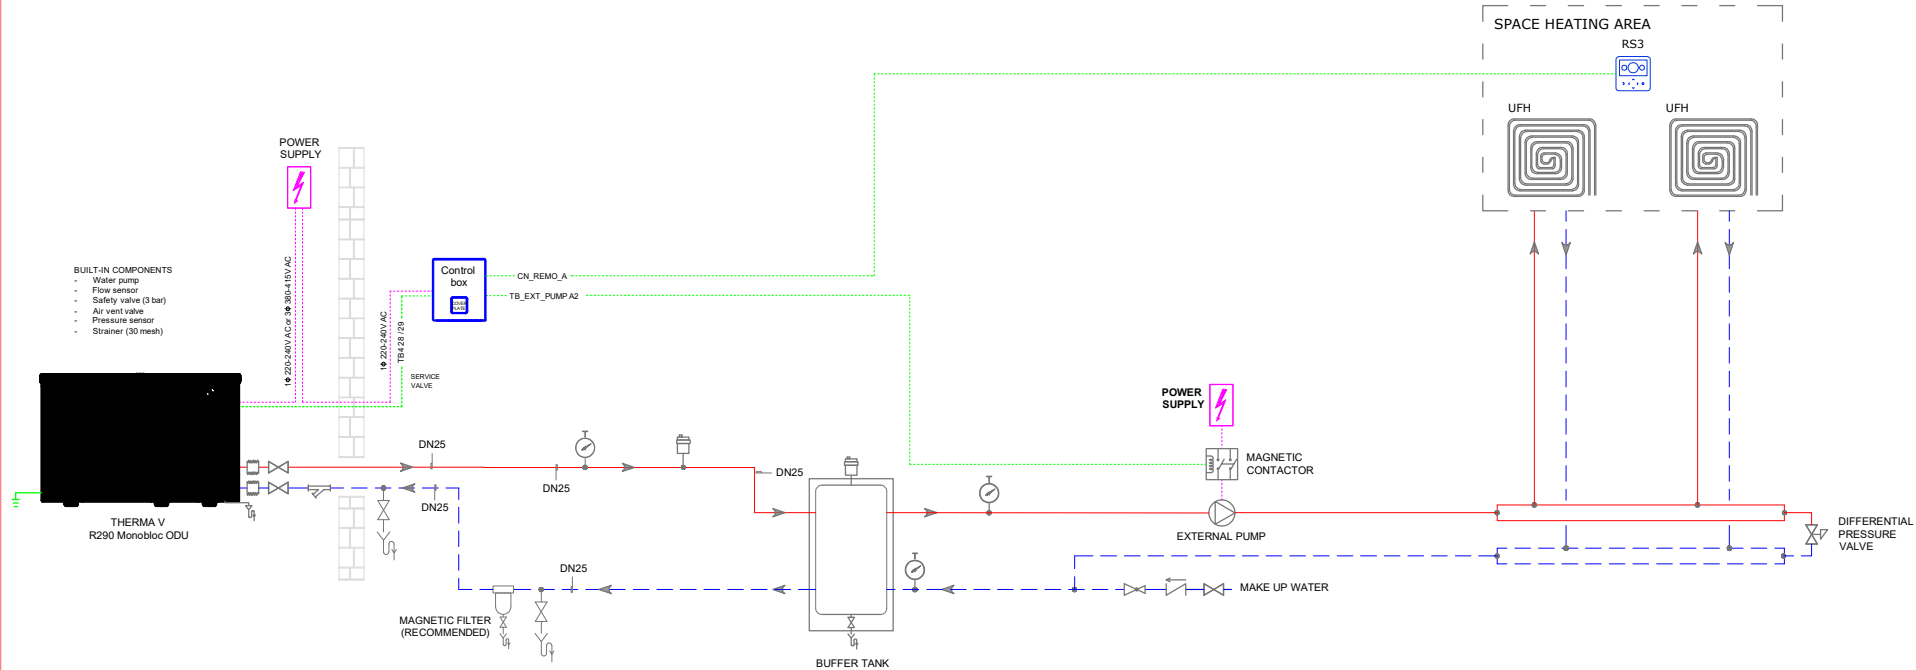 SPACE HEATING AREA
RS3
UFH
UFH
POWER
SUPPLY
BUILT-IN COMPONENTS
- Water pump
- Flow sensor
- Safety valve (3 bar)
- Air vent valve
- Pressure sensor
- Strainer (30 mesh)
1Φ 220-240V AC or 3Φ 380-415V AC
1Φ 220-240V AC
TB4 28 / 29
Control
box
COVER
PLATE
CN_REMO_A
TB_EXT_PUMP A2
SERVICE
VALVE
POWER
SUPPLY
MAGNETIC
CONTACTOR
DN25
T
DN25
DN25
DN25
T
EXTERNAL PUMP
THERMA V
R290 Monobloc ODU
DIFFERENTIAL
PRESSURE
VALVE
T
DN25
MAKE UP WATER
MAGNETIC FILTER
(RECOMMENDED)
BUFFER TANK